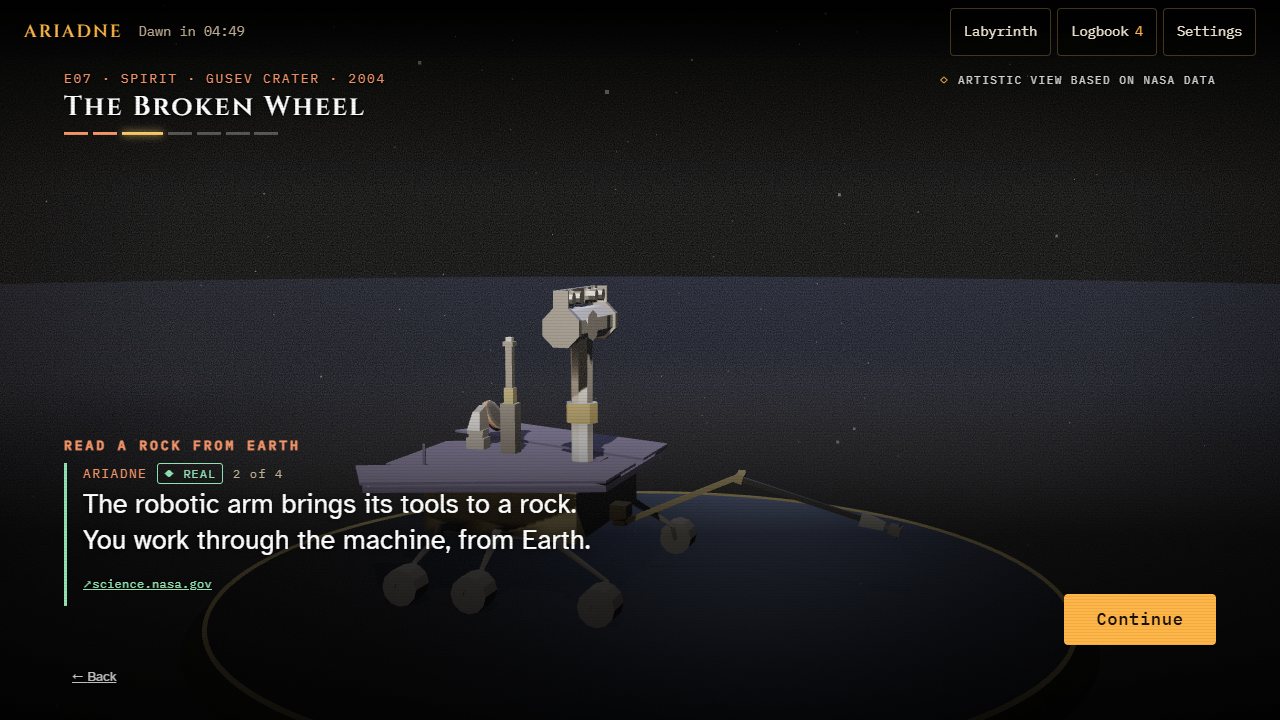 ARIADNE Dawn in 04:49 Labyrinth Logbook 4 Settings
E07 · SPIRIT · GUSEV CRATER · 2004
◇ ARTISTIC VIEW BASED ON NASA DATA
The Broken Wheel
READ A ROCK FROM EARTH
ARIADNE ◆ REAL 2 of 4
The robotic arm brings its tools to a rock.
You work through the machine, from Earth.
↗science.nasa.gov
Continue
← Back